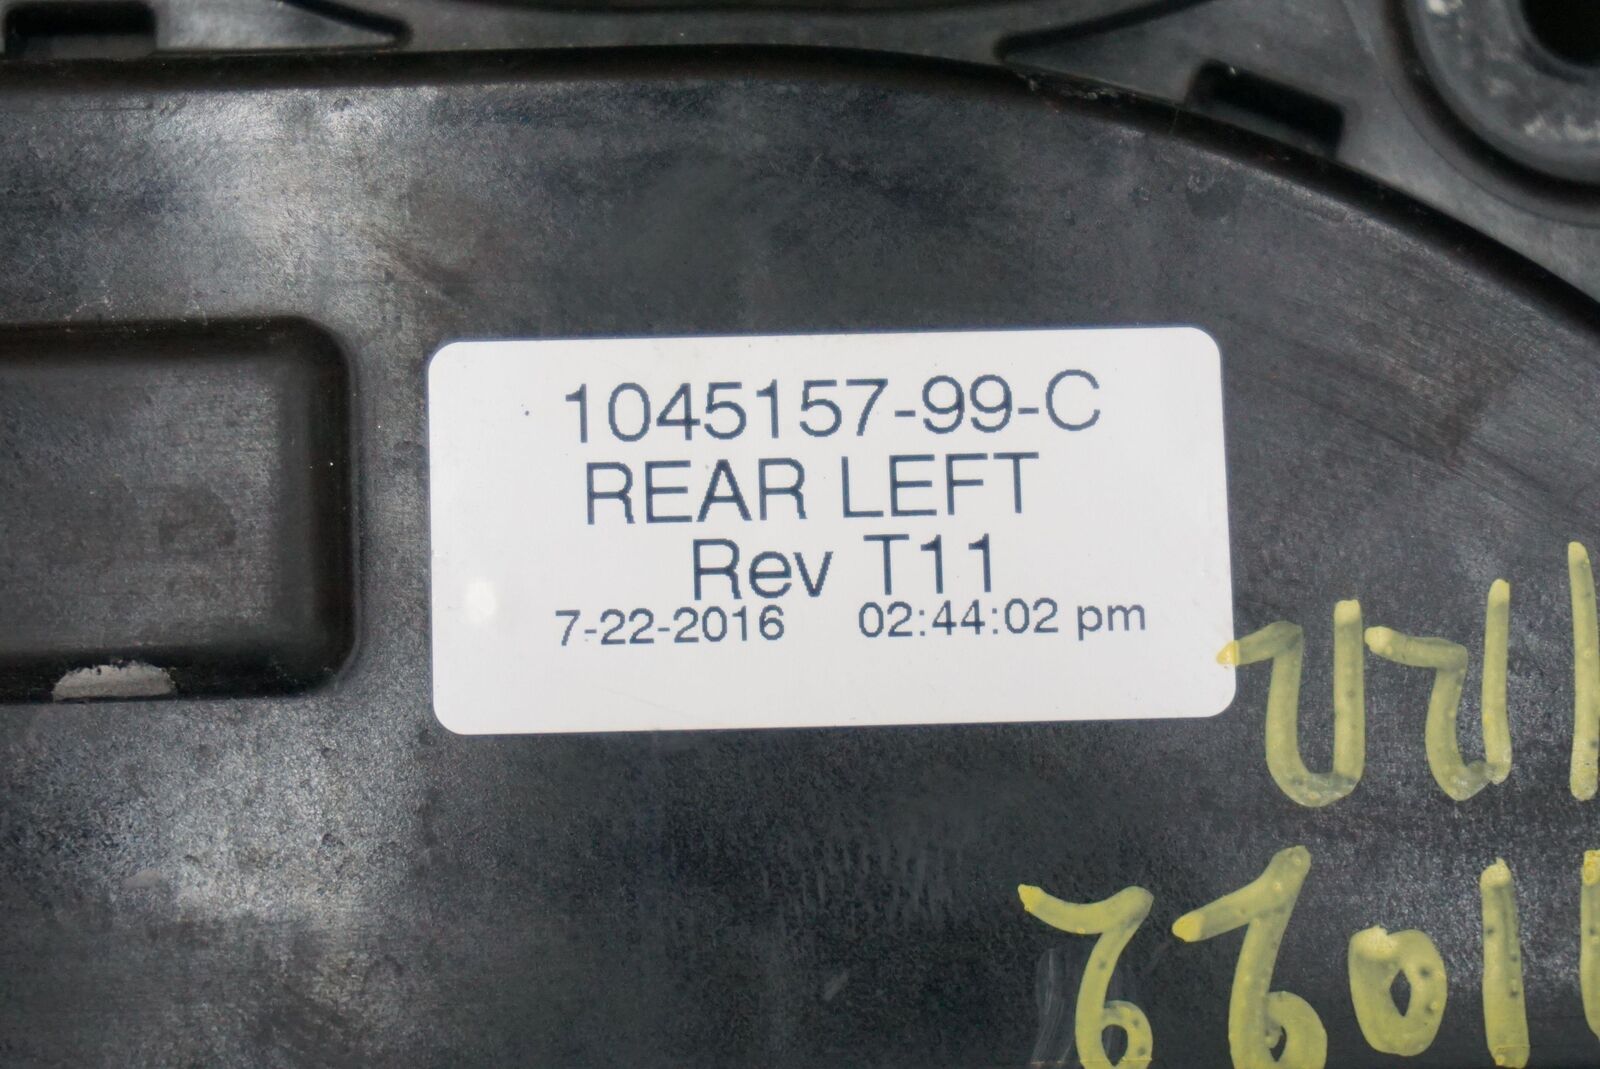 1045157-99-C
REAR LEFT
Rev T11
7-22-2016 02:44:02 pm